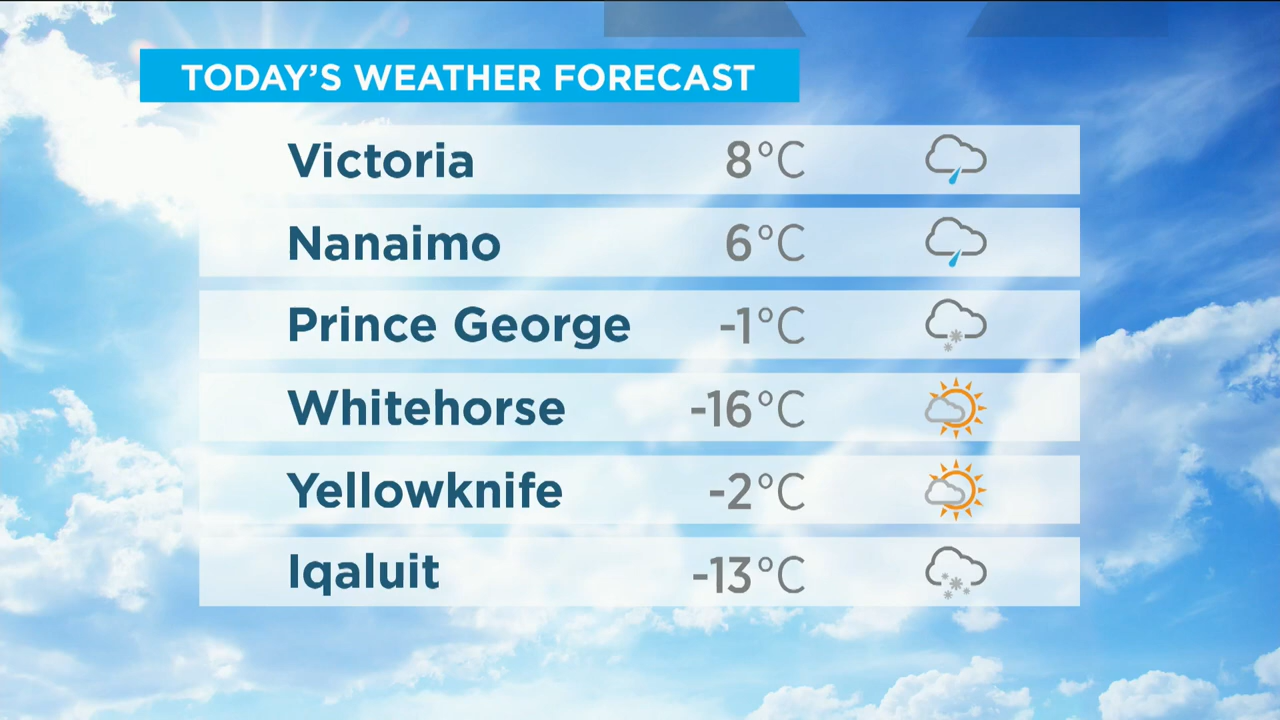 TODAY'S WEATHER FORECAST
Victoria 8°C
Nanaimo 6°C
Prince George -1°C
Whitehorse -16°C
Yellowknife -2°C
Iqaluit -13°C